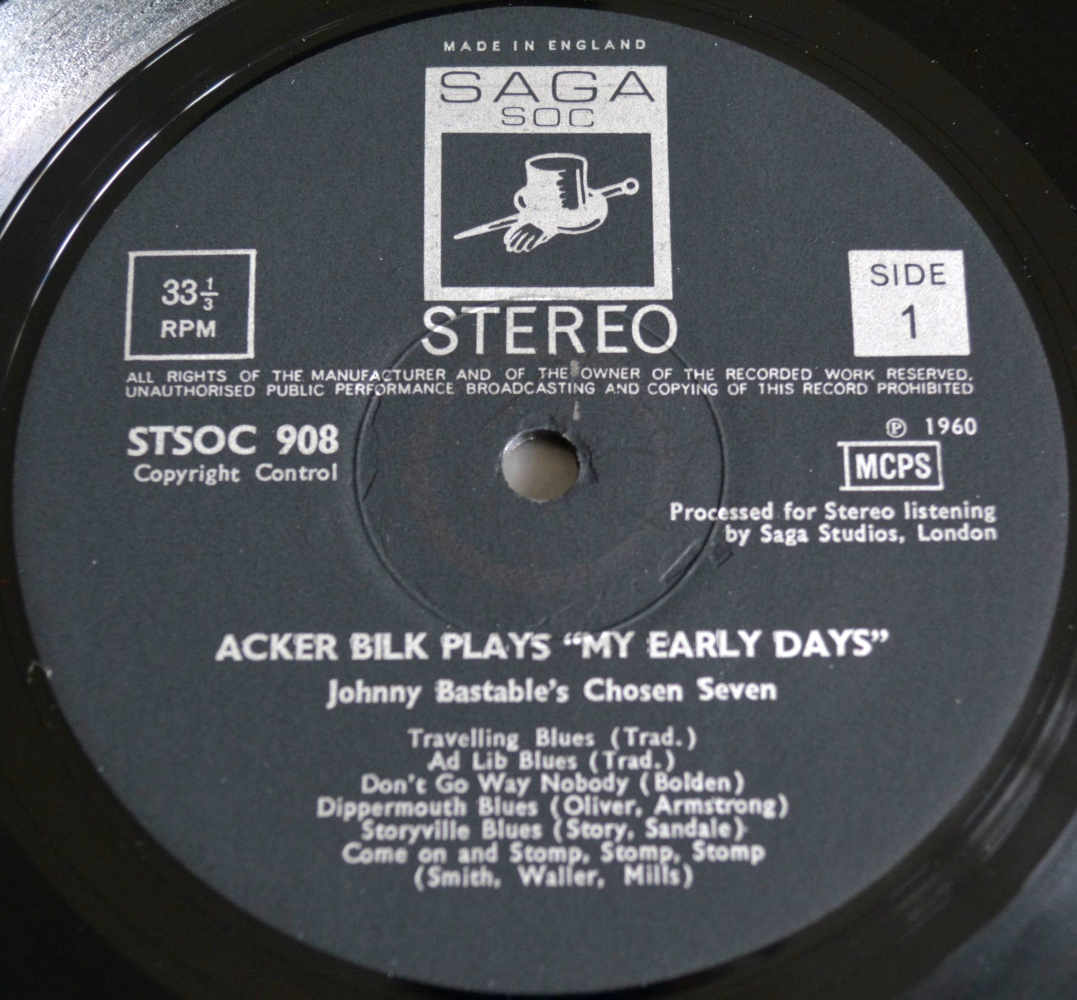 MADE IN ENGLAND
SAGA
SOC
33 1/3
RPM
STEREO
SIDE
1
ALL RIGHTS OF THE MANUFACTURER AND OF THE OWNER OF THE RECORDED WORK RESERVED.
UNAUTHORISED PUBLIC PERFORMANCE BROADCASTING AND COPYING OF THIS RECORD PROHIBITED
STSOC 908
Copyright Control
℗ 1960
MCPS
Processed for Stereo listening
by Saga Studios, London
ACKER BILK PLAYS “MY EARLY DAYS”
Johnny Bastable's Chosen Seven
Travelling Blues (Trad.)
Ad Lib Blues (Trad.)
Don't Go Way Nobody (Bolden)
Dippermouth Blues (Oliver, Armstrong)
Storyville Blues (Story, Sandale)
Come on and Stomp, Stomp, Stomp
(Smith, Waller, Mills)